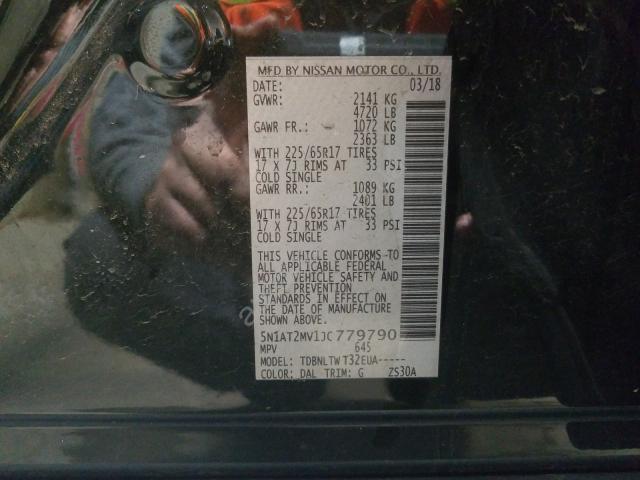 MFD BY NISSAN MOTOR CO., LTD.
DATE: 03/18
GVWR: 2141 KG
4720 LB
GAWR FR.: 1072 KG
2363 LB
WITH 225/65R17 TIRES
17 X 7J RIMS AT 33 PSI
COLD SINGLE
GAWR RR.: 1089 KG
2401 LB
WITH 225/65R17 TIRES
17 X 7J RIMS AT 33 PSI
COLD SINGLE
THIS VEHICLE CONFORMS TO
ALL APPLICABLE FEDERAL
MOTOR VEHICLE SAFETY AND
THEFT PREVENTION
STANDARDS IN EFFECT ON
THE DATE OF MANUFACTURE
SHOWN ABOVE.
5N1AT2MV1JC779790
MPV 645
MODEL: TDBNLTW T32EUA-----
COLOR: DAL TRIM: G ZS30A